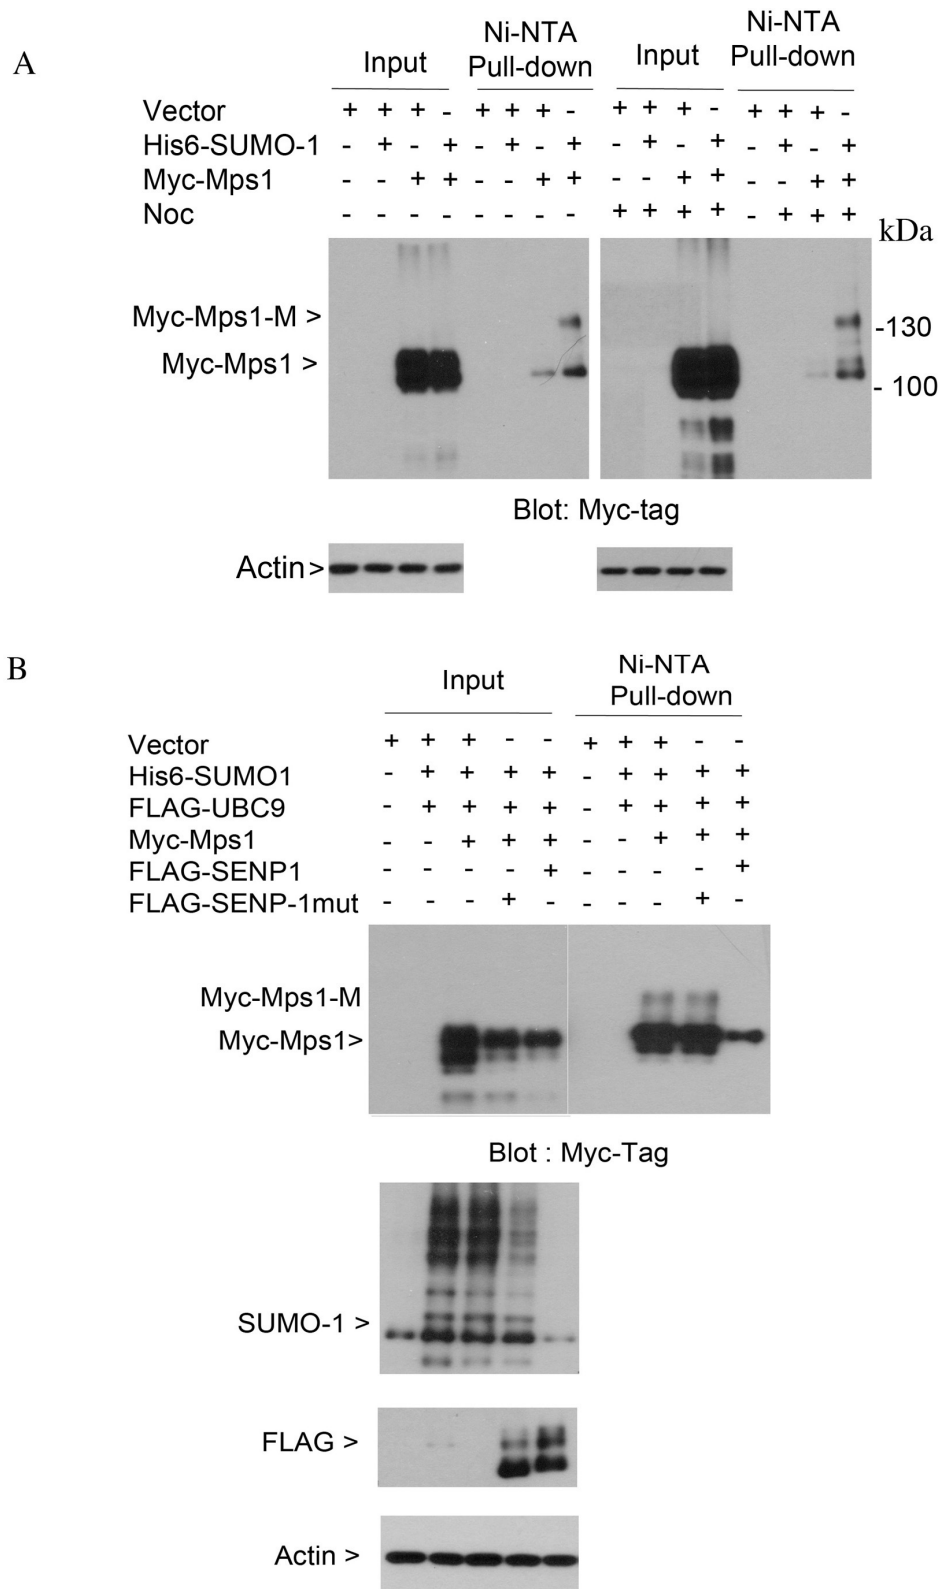 A
Input
Ni-NTA
Pull-down
Input
Ni-NTA
Pull-down
Vector + + + - + + + - + + + - + + + -
His6-SUMO-1 - + - + - + - + - + - + - + - +
Myc-Mps1 - - + + - - + + - - + + - - + +
Noc - - - - - - - - + + + + - + + +
kDa
Myc-Mps1-M >
-130
Myc-Mps1 >
- 100
Blot: Myc-tag
Actin>
B
Input
Ni-NTA
Pull-down
Vector + + + - - + + + - -
His6-SUMO1 - + + + + - + + + +
FLAG-UBC9 - + + + + - + + + +
Myc-Mps1 - - + + + - - + + +
FLAG-SENP1 - - - - + - - - - +
FLAG-SENP-1mut - - - + - - - - + -
Myc-Mps1-M
Myc-Mps1>
Blot : Myc-Tag
SUMO-1 >
FLAG >
Actin >